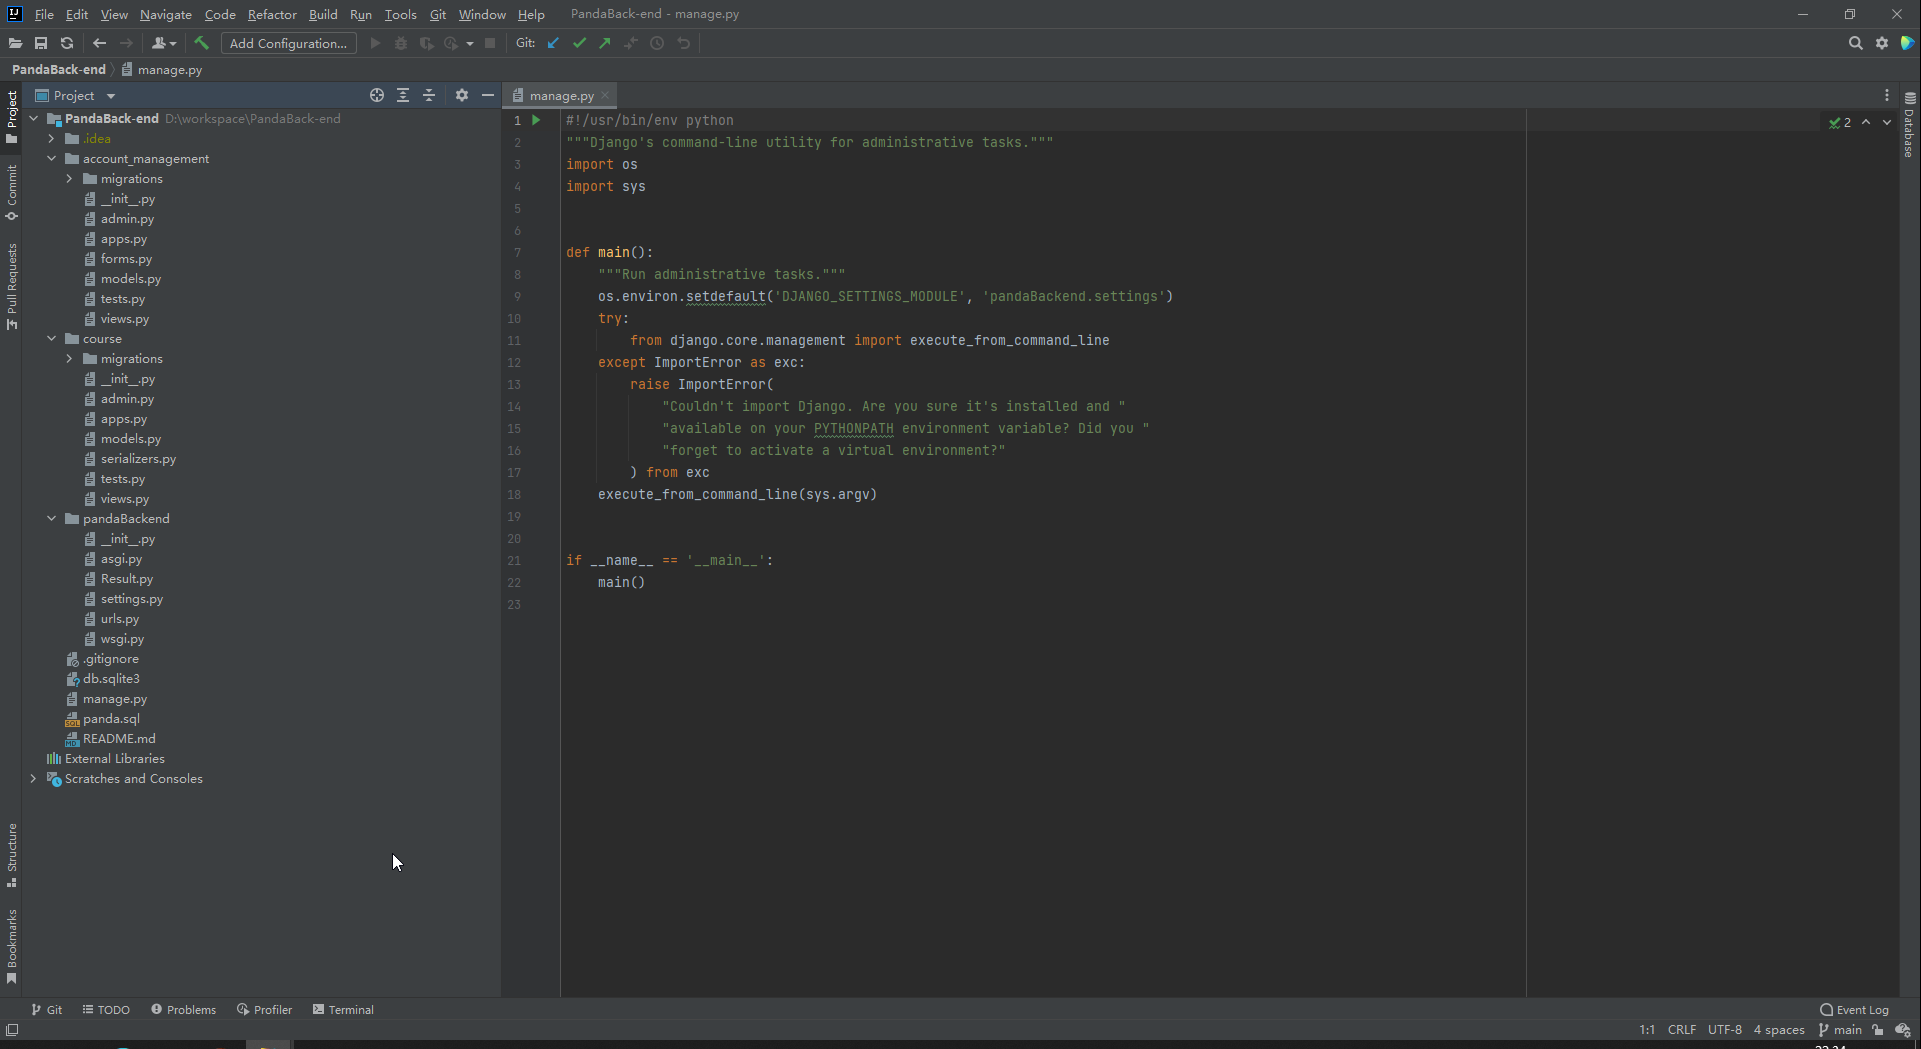 File Edit View Navigate Code Refactor Build Run Tools Git Window Help PandaBack-end - manage.py
Add Configuration... Git:
PandaBack-end manage.py
Project
manage.py
Project
Commit
Pull Requests
Structure
Bookmarks
PandaBack-end D:\workspace\PandaBack-end
.idea
account_management
migrations
__init__.py
admin.py
apps.py
forms.py
models.py
tests.py
views.py
course
migrations
__init__.py
admin.py
apps.py
models.py
serializers.py
tests.py
views.py
pandaBackend
__init__.py
asgi.py
Result.py
settings.py
urls.py
wsgi.py
.gitignore
db.sqlite3
manage.py
panda.sql
README.md
External Libraries
Scratches and Consoles
1 #!/usr/bin/env python
2 """Django's command-line utility for administrative tasks."""
3 import os
4 import sys
5
6
7 def main():
8 """Run administrative tasks."""
9 os.environ.setdefault('DJANGO_SETTINGS_MODULE', 'pandaBackend.settings')
10 try:
11 from django.core.management import execute_from_command_line
12 except ImportError as exc:
13 raise ImportError(
14 "Couldn't import Django. Are you sure it's installed and "
15 "available on your PYTHONPATH environment variable? Did you "
16 "forget to activate a virtual environment?"
17 ) from exc
18 execute_from_command_line(sys.argv)
19
20
21 if __name__ == '__main__':
22 main()
23
2
Database
Git TODO Problems Profiler Terminal Event Log
1:1 CRLF UTF-8 4 spaces main